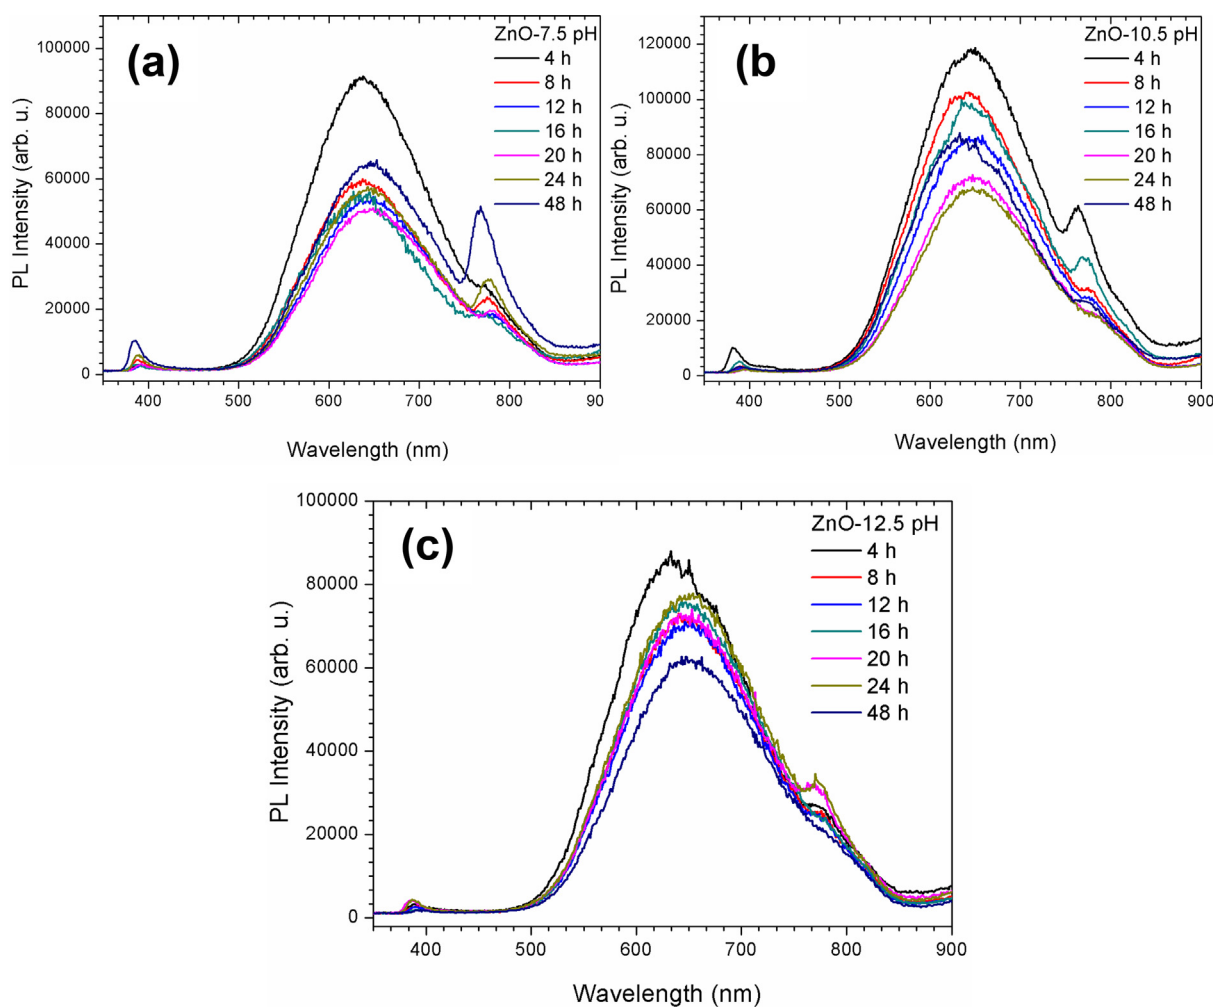 (a)
ZnO-7.5 pH
4 h
8 h
12 h
16 h
20 h
24 h
48 h
PL Intensity (arb. u.)
100000
80000
60000
40000
20000
0
400 500 600 700 800 90
Wavelength (nm)
(b)
ZnO-10.5 pH
4 h
8 h
12 h
16 h
20 h
24 h
48 h
PL Intensity (arb. u.)
120000
100000
80000
60000
40000
20000
0
400 500 600 700 800 900
Wavelength (nm)
(c)
ZnO-12.5 pH
4 h
8 h
12 h
16 h
20 h
24 h
48 h
PL Intensity (arb. u.)
100000
80000
60000
40000
20000
0
400 500 600 700 800 900
Wavelength (nm)